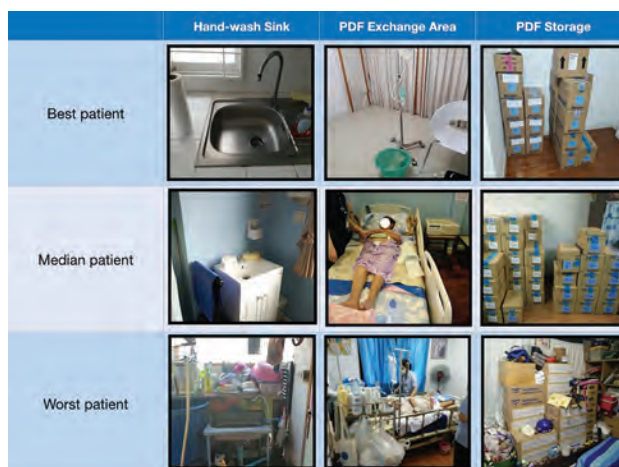 Hand-wash Sink
PDF Exchange Area
PDF Storage
Best patient
Median patient
Worst patient